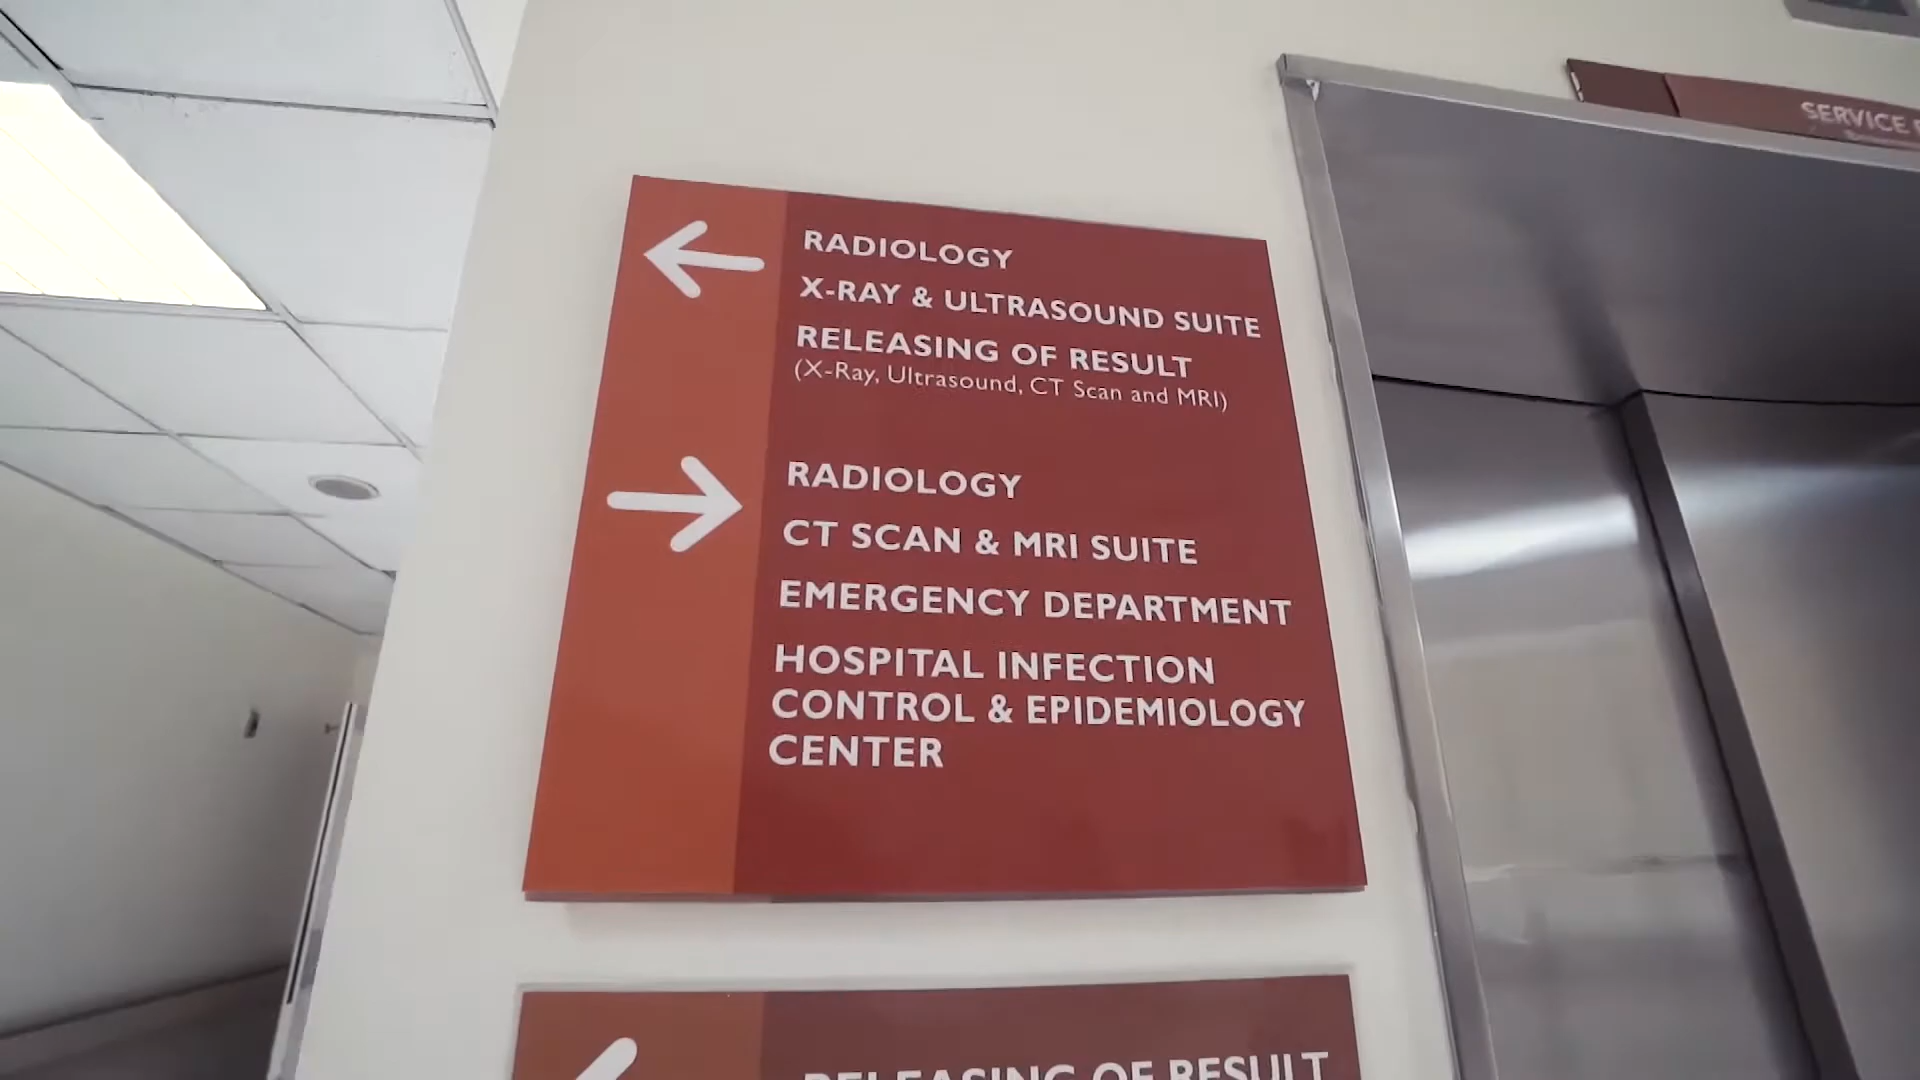 SERVICE
RADIOLOGY
X-RAY & ULTRASOUND SUITE
RELEASING OF RESULT
(X-Ray, Ultrasound, CT Scan and MRI)
RADIOLOGY
CT SCAN & MRI SUITE
EMERGENCY DEPARTMENT
HOSPITAL INFECTION
CONTROL & EPIDEMIOLOGY
CENTER
RELEASING OF RESULT